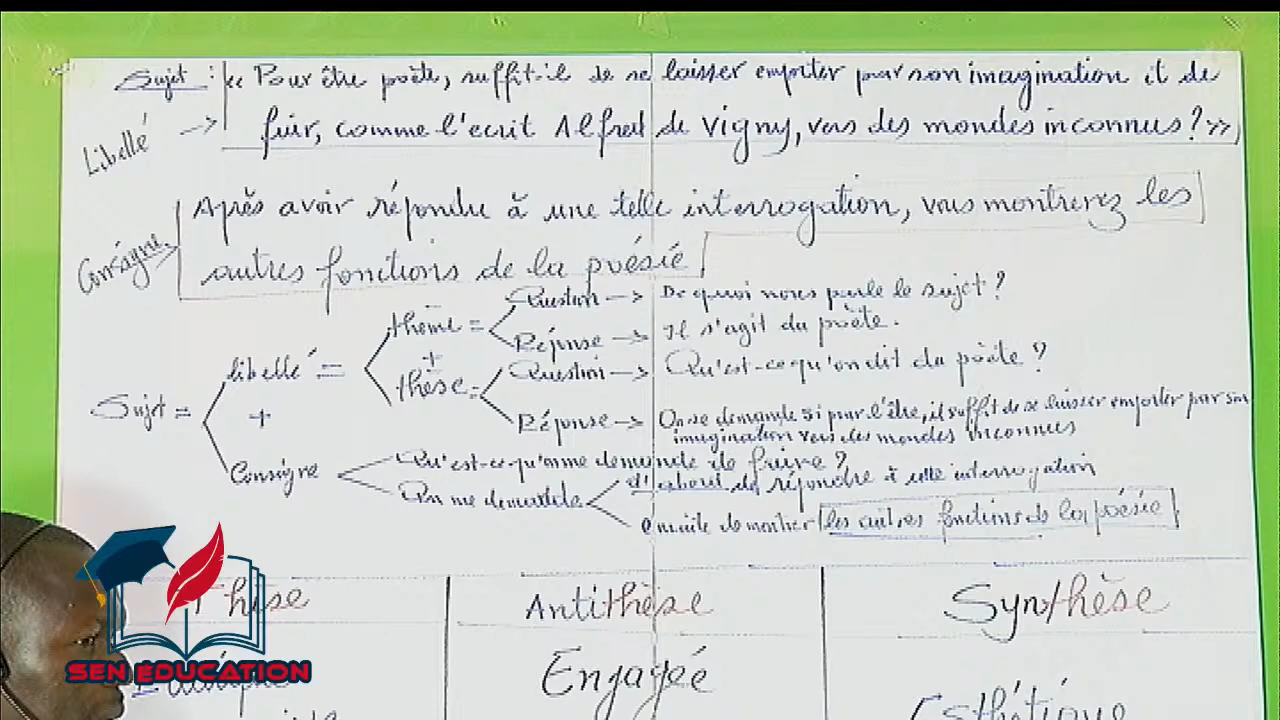 Sujet : « Pour être poète, suffit-il de se laisser emporter par son imagination et de
Libellé → fuir, comme l'ecrit Alfred de Vigny, vers des mondes inconnus ? »
Après avoir répondu à une telle interrogation, vous montrerez les
Consigne autres fonctions de la poésie
Question → De quoi nous parle le sujet ?
thème =
Réponse → Il s'agit du poète.
libellé = +
Question → Qu'est-ce qu'on dit du poète ?
thèse =
Sujet = +
Réponse → On se demande si pour l'être, il suffit de se laisser emporter par son
imagination vers des mondes inconnus
Consigne
Qu'est-ce-qu'on me demande de faire ?
On me demande
d'abord de répondre à cette interrogation
ensuite de montrer les autres fonctions de la poésie
Thèse Antithèse Synthèse
Engagée
Esthétique
SEN ÉDUCATION